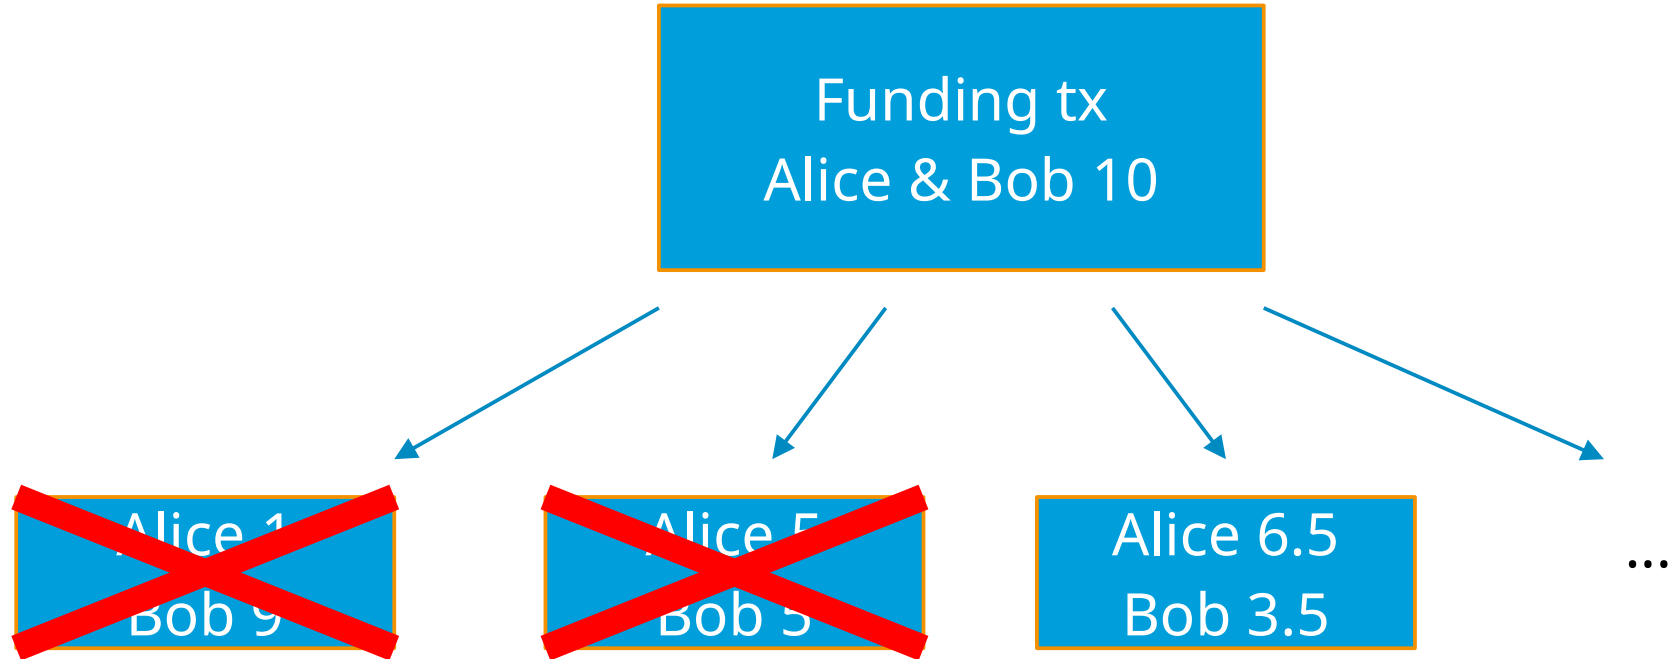 Funding tx
Alice & Bob 10
Alice 1
Bob 9
Alice 5
Bob 5
Alice 6.5
Bob 3.5
...